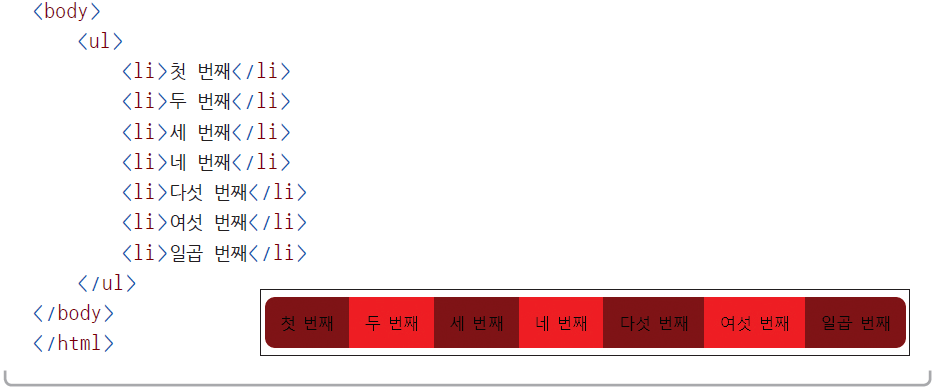 <body>
<ul>
<li>첫 번째</li>
<li>두 번째</li>
<li>세 번째</li>
<li>네 번째</li>
<li>다섯 번째</li>
<li>여섯 번째</li>
<li>일곱 번째</li>
</ul>
</body>
</html>
첫 번째 두 번째 세 번째 네 번째 다섯 번째 여섯 번째 일곱 번째